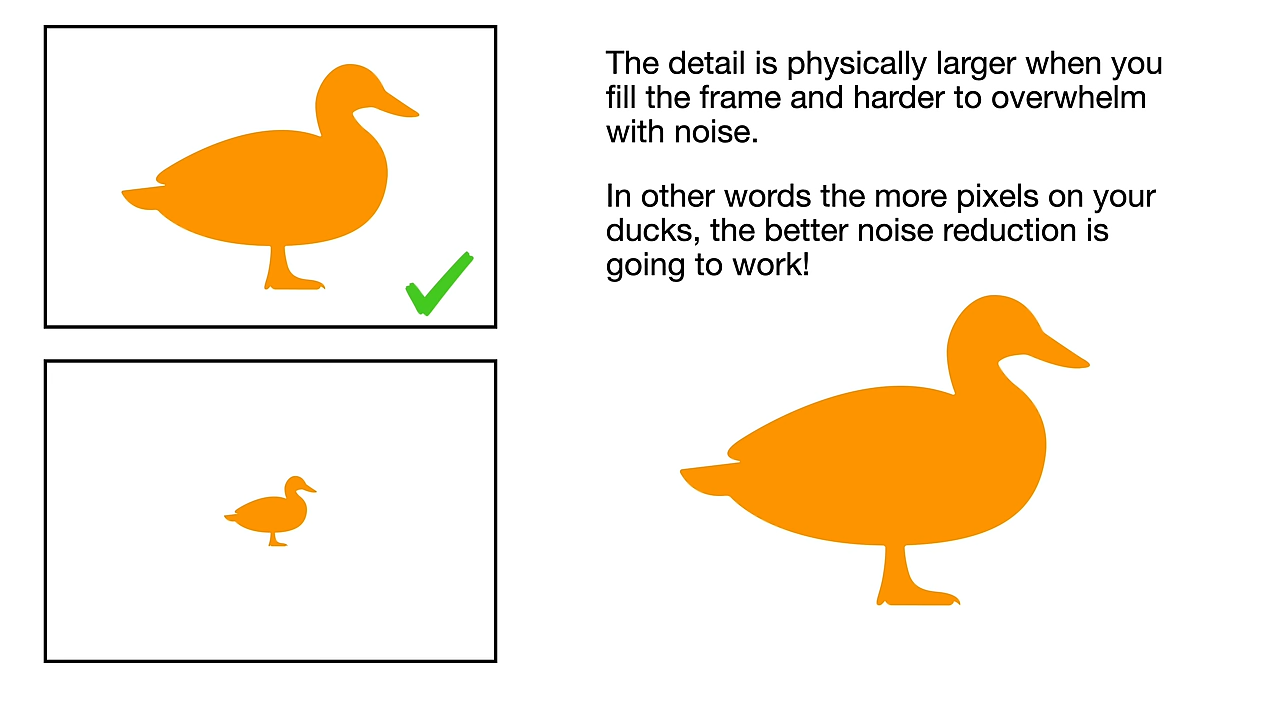 The detail is physically larger when you
fill the frame and harder to overwhelm
with noise.
In other words the more pixels on your
ducks, the better noise reduction is
going to work!